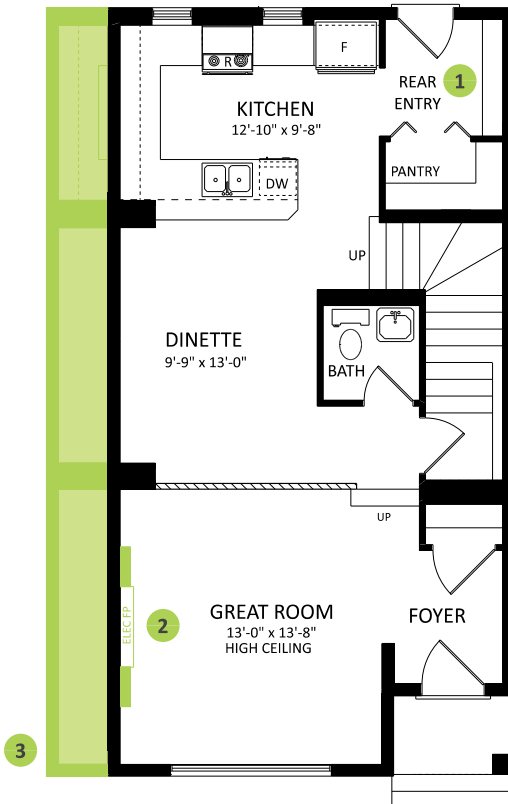 R
F
REAR
ENTRY
1
KITCHEN
12'-10" x 9'-8"
PANTRY
DW
UP
DINETTE
9'-9" x 13'-0"
BATH
UP
ELEC FP
2
GREAT ROOM
13'-0" x 13'-8"
HIGH CEILING
FOYER
3